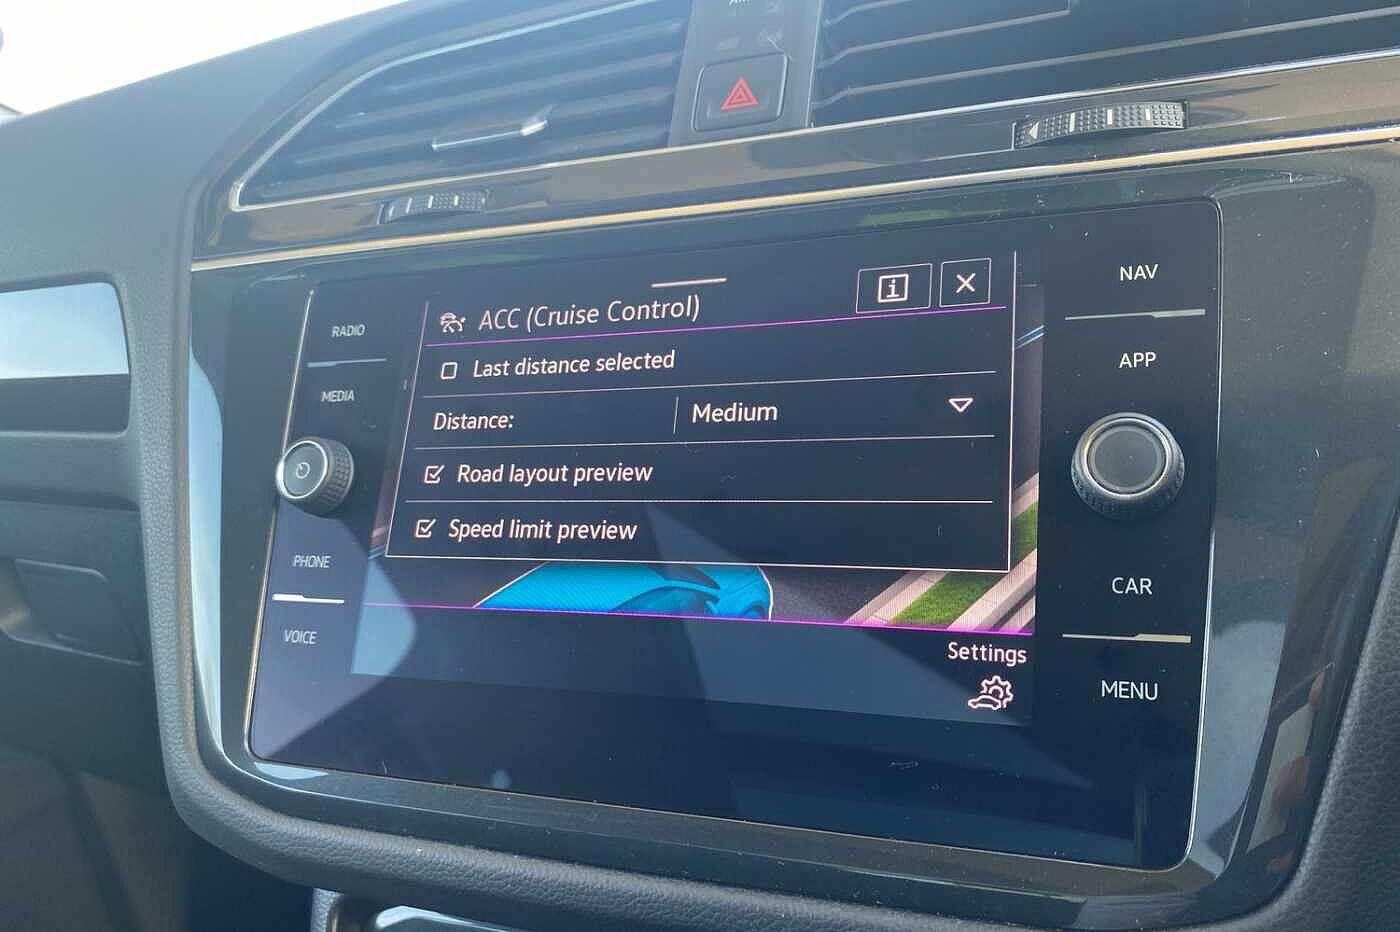 RADIO
MEDIA
PHONE
VOICE
ACC (Cruise Control)
Last distance selected
Distance: Medium
Road layout preview
Speed limit preview
Settings
NAV
APP
CAR
MENU